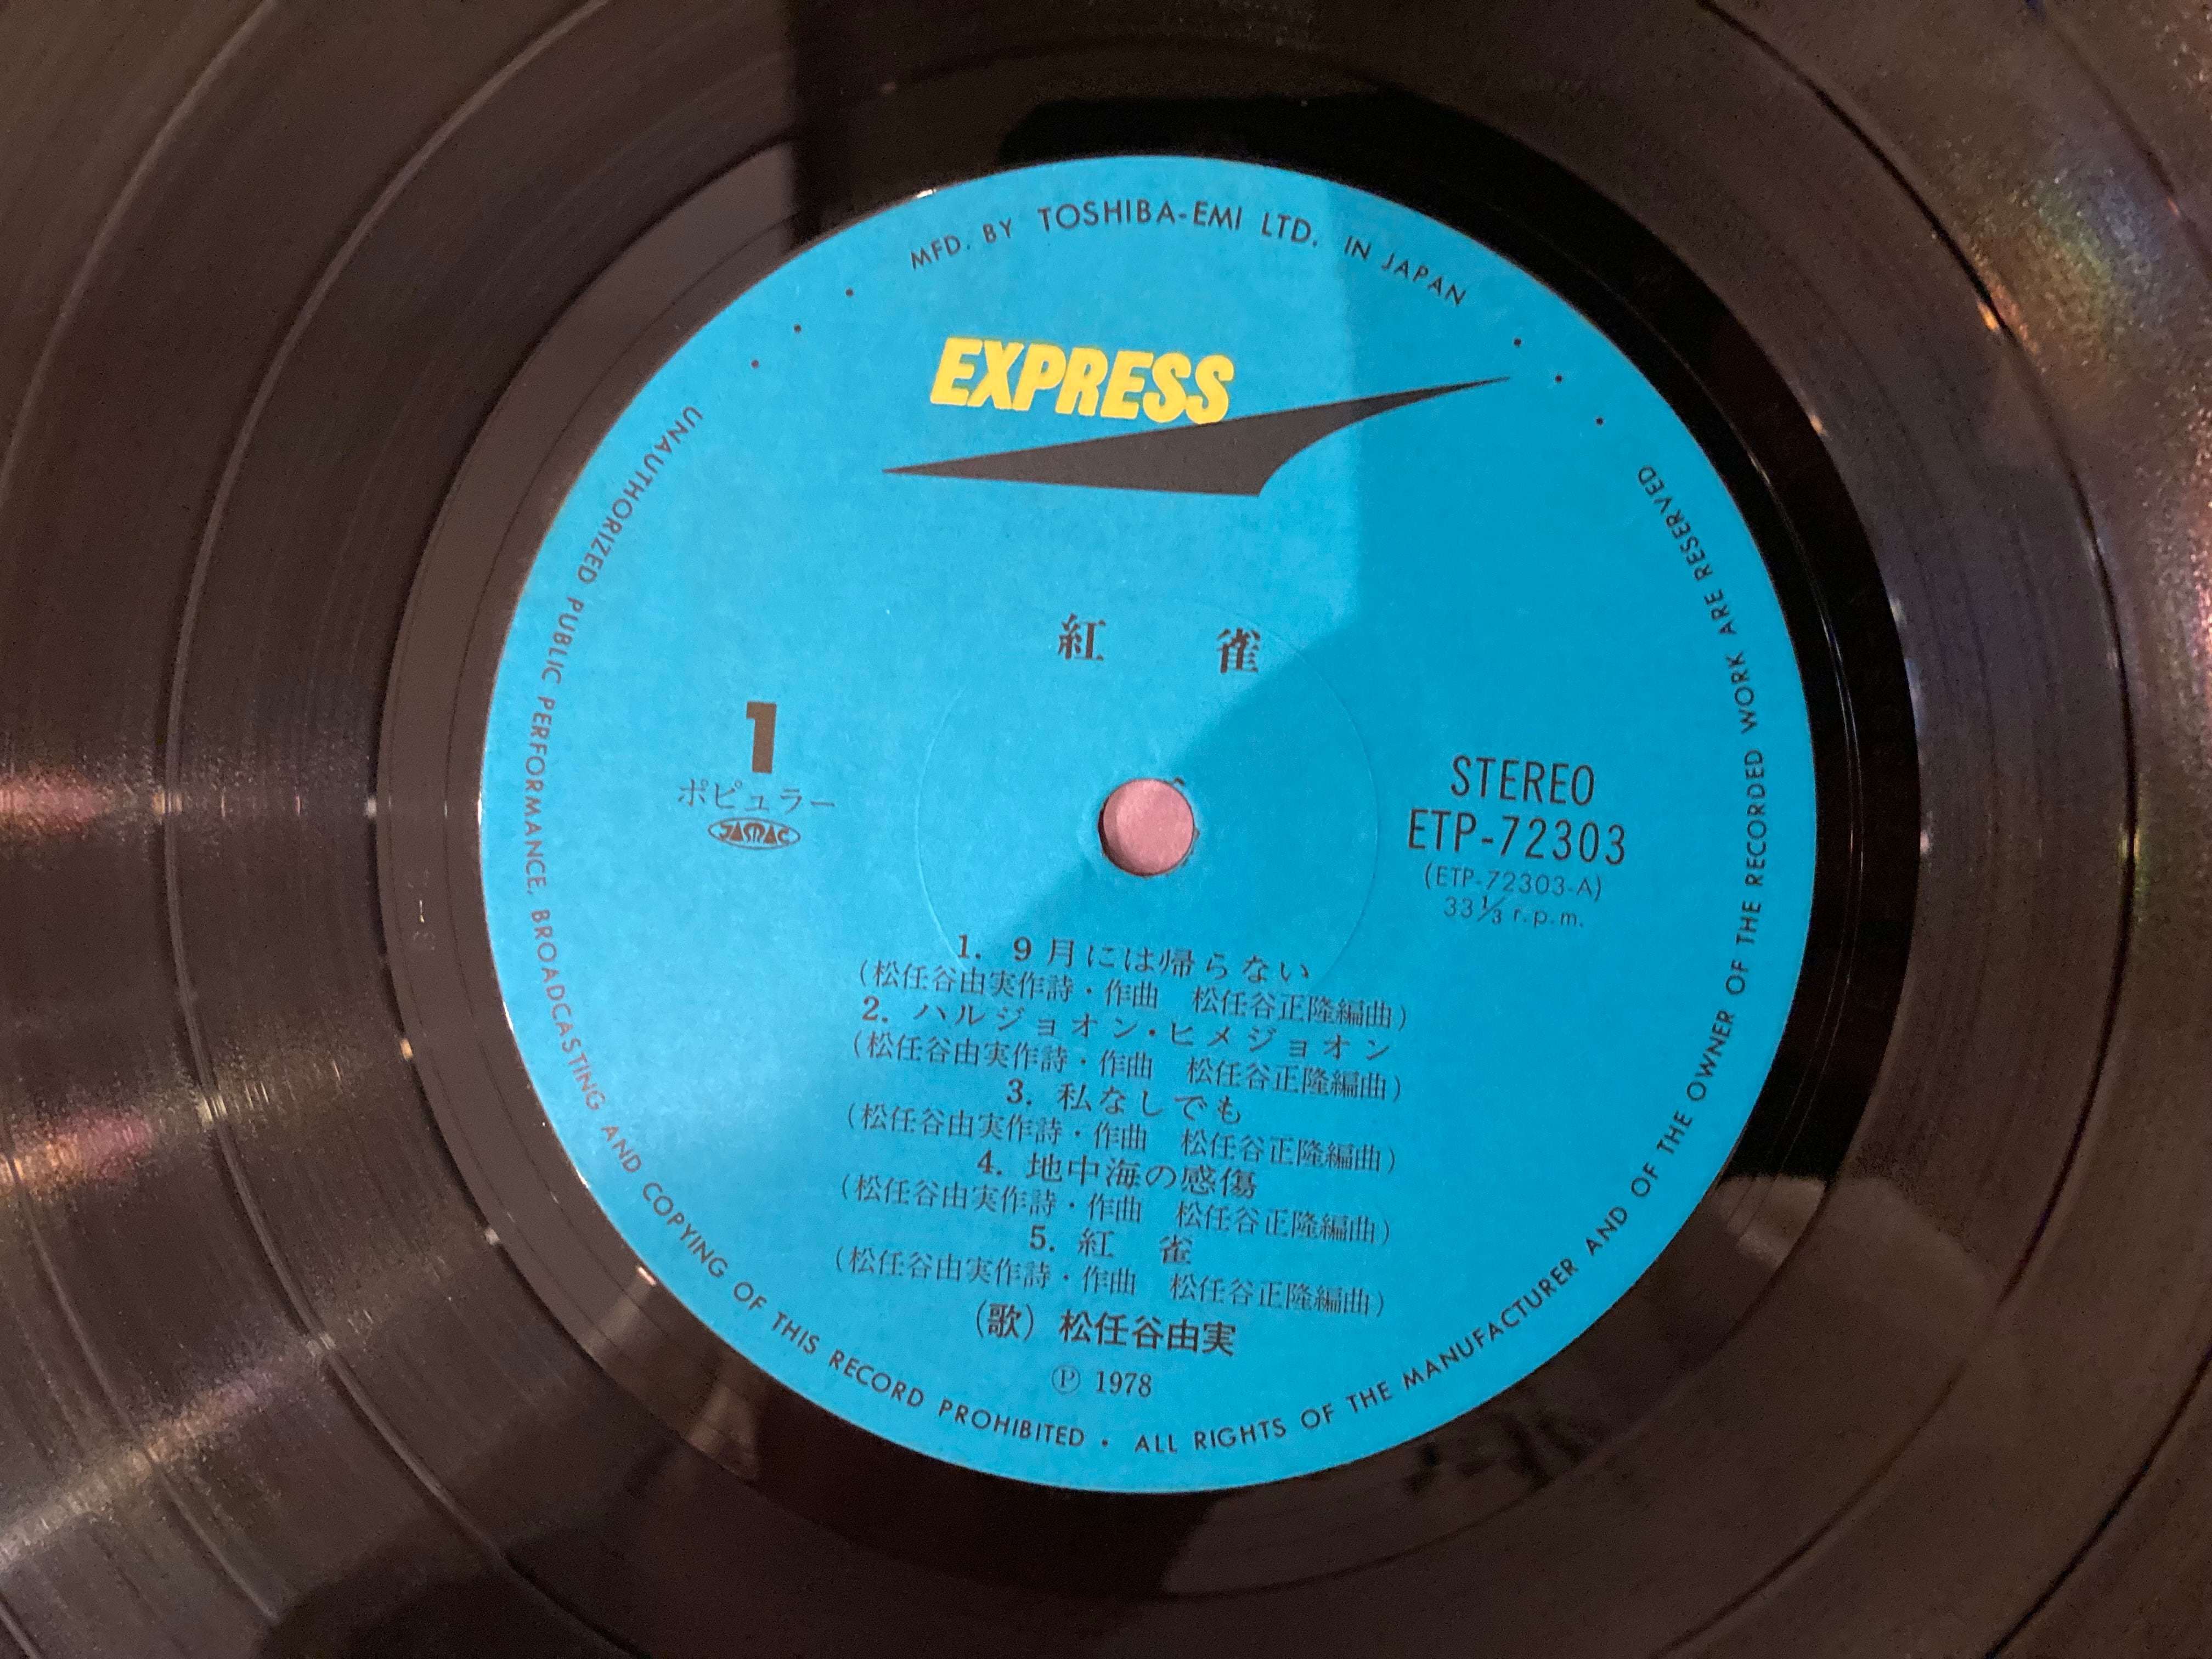 MFD. BY TOSHIBA-EMI LTD. IN JAPAN
EXPRESS
紅 雀
1
ポピュラー
JASRAC
STEREO
ETP-72303
(ETP-72303-A)
33⅓ r.p.m.
1. 9月には帰らない
(松任谷由実作詩・作曲 松任谷正隆編曲)
2. ハルジョオン・ヒメジョオン
(松任谷由実作詩・作曲 松任谷正隆編曲)
3. 私なしでも
(松任谷由実作詩・作曲 松任谷正隆編曲)
4. 地中海の感傷
(松任谷由実作詩・作曲 松任谷正隆編曲)
5. 紅 雀
(松任谷由実作詩・作曲 松任谷正隆編曲)
(歌) 松任谷由実
Ⓟ 1978
UNAUTHORIZED PUBLIC PERFORMANCE, BROADCASTING AND COPYING OF THIS RECORD PROHIBITED • ALL RIGHTS OF THE MANUFACTURER AND OF THE OWNER OF THE RECORDED WORK ARE RESERVED